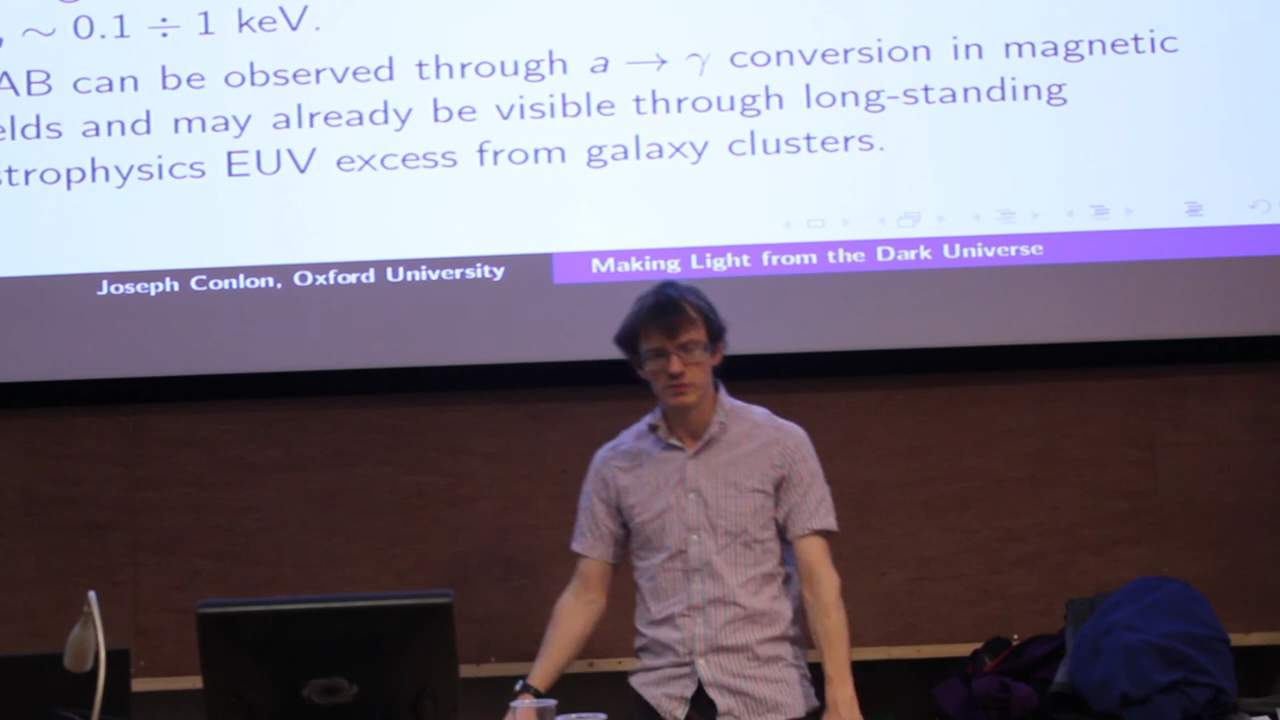 , ∼ 0.1 ÷ 1 keV.
AB can be observed through a → γ conversion in magnetic
elds and may already be visible through long-standing
strophysics EUV excess from galaxy clusters.
Joseph Conlon, Oxford University
Making Light from the Dark Universe